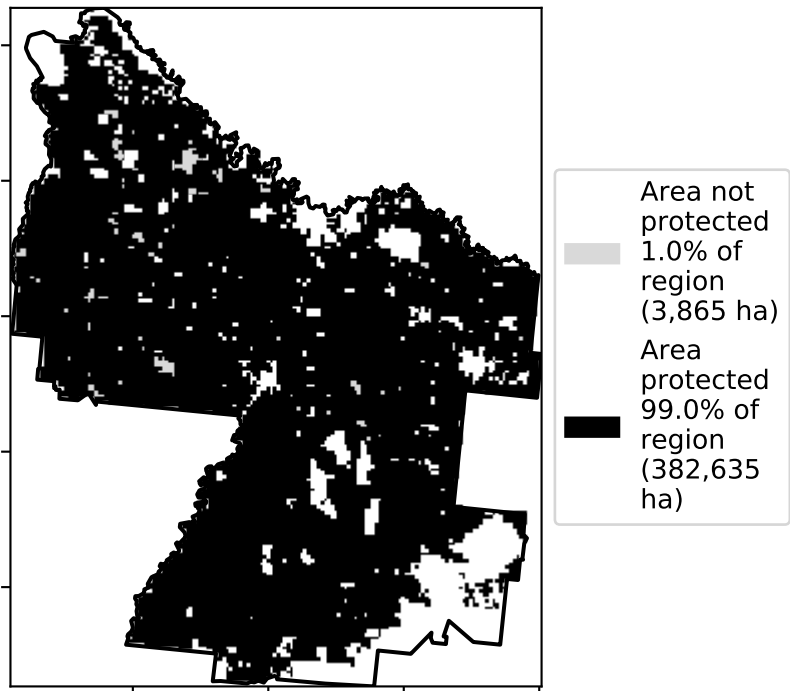 Area not
protected
1.0% of
region
(3,865 ha)
Area
protected
99.0% of
region
(382,635
ha)